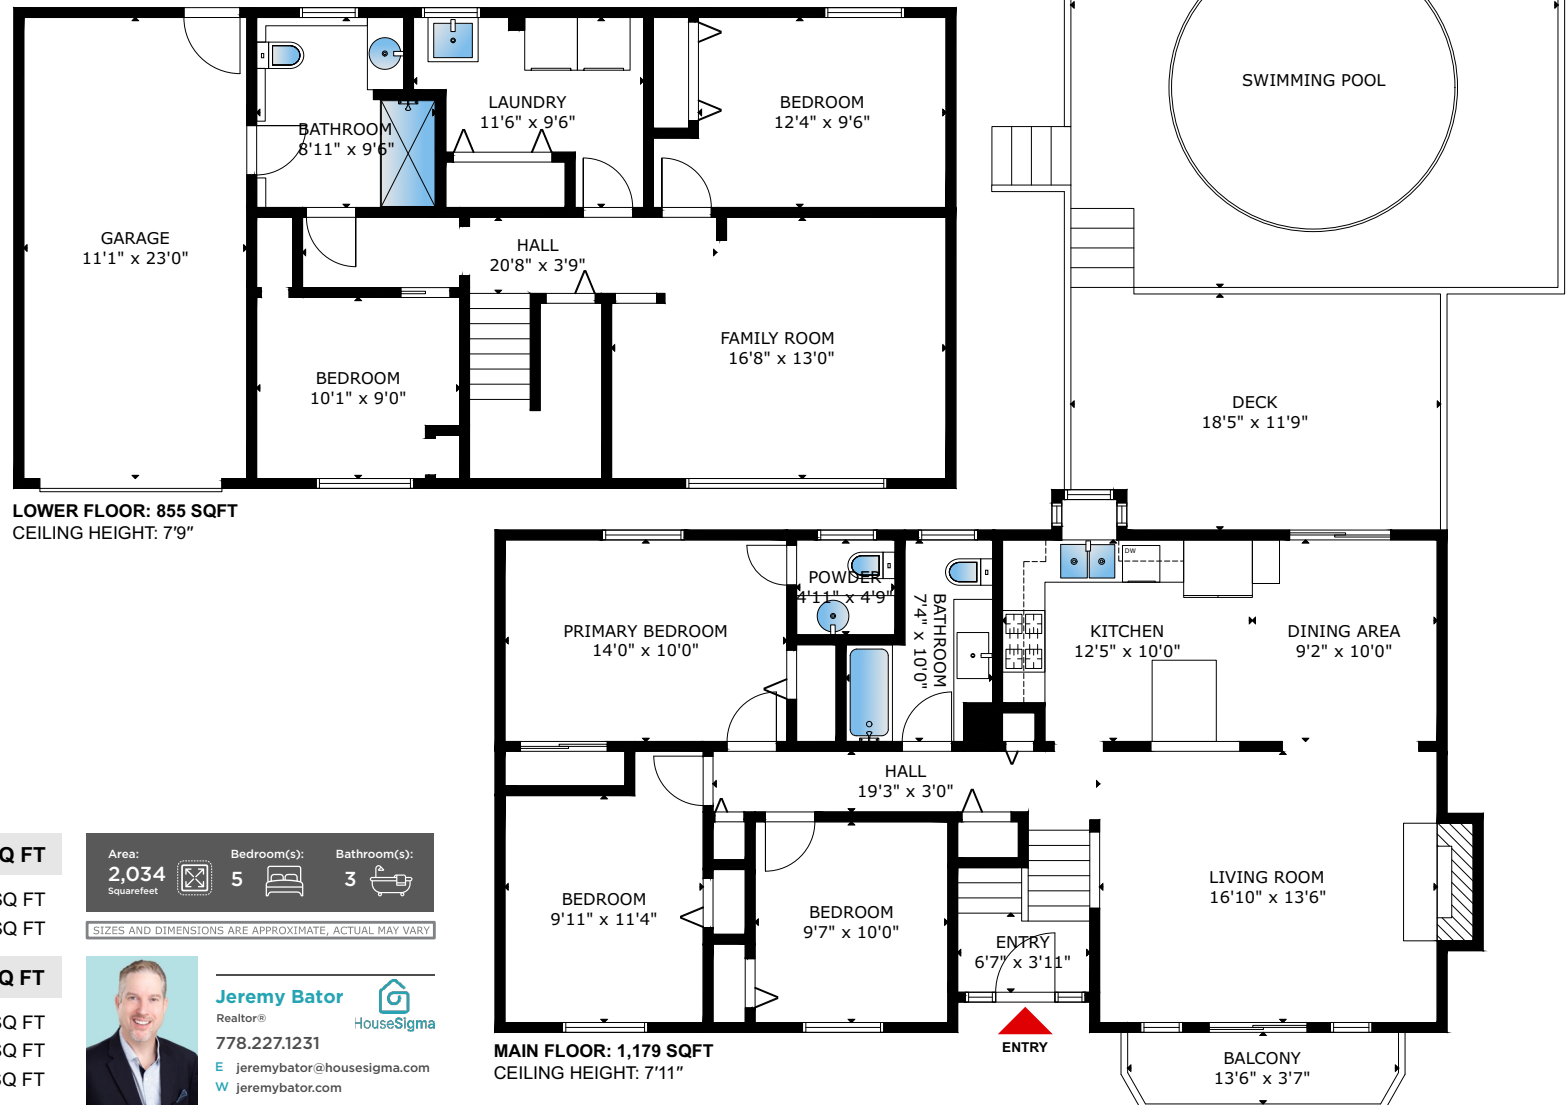 SWIMMING POOL
BATHROOM
8'11" x 9'6"
LAUNDRY
11'6" x 9'6"
BEDROOM
12'4" x 9'6"
GARAGE
11'1" x 23'0"
HALL
20'8" x 3'9"
FAMILY ROOM
16'8" x 13'0"
BEDROOM
10'1" x 9'0"
DECK
18'5" x 11'9"
LOWER FLOOR: 855 SQFT
CEILING HEIGHT: 7'9"
PRIMARY BEDROOM
14'0" x 10'0"
POWDER
4'11" x 4'9"
BATHROOM
7'4" x 10'0"
DW
KITCHEN
12'5" x 10'0"
DINING AREA
9'2" x 10'0"
HALL
19'3" x 3'0"
BEDROOM
9'11" x 11'4"
BEDROOM
9'7" x 10'0"
ENTRY
6'7" x 3'11"
LIVING ROOM
16'10" x 13'6"
ENTRY
BALCONY
13'6" x 3'7"
MAIN FLOOR: 1,179 SQFT
CEILING HEIGHT: 7'11"
Q FT
SQ FT
SQ FT
Q FT
SQ FT
SQ FT
SQ FT
Area:
2,034
Squarefeet
Bedroom(s):
5
Bathroom(s):
3
SIZES AND DIMENSIONS ARE APPROXIMATE, ACTUAL MAY VARY
Jeremy Bator
Realtor®
HouseSigma
778.227.1231
E jeremybator@housesigma.com
W jeremybator.com